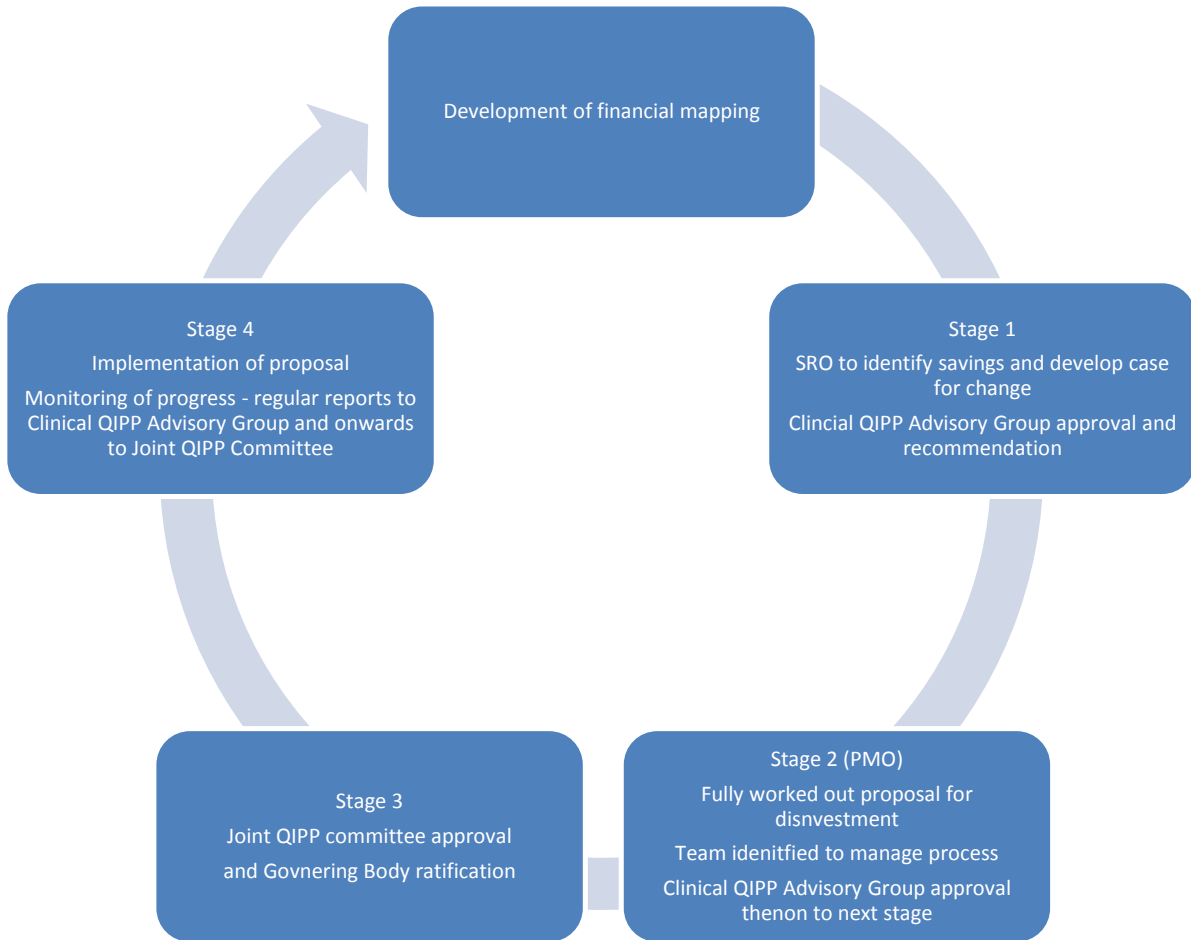 Development of financial mapping
Stage 1
SRO to identify savings and develop case
for change
Clincial QIPP Advisory Group approval and
recommendation
Stage 2 (PMO)
Fully worked out proposal for
disnvestment
Team idenitfied to manage process
Clinical QIPP Advisory Group approval
thenon to next stage
Stage 3
Joint QIPP committee approval
and Govnering Body ratification
Stage 4
Implementation of proposal
Monitoring of progress - regular reports to
Clinical QIPP Advisory Group and onwards
to Joint QIPP Committee